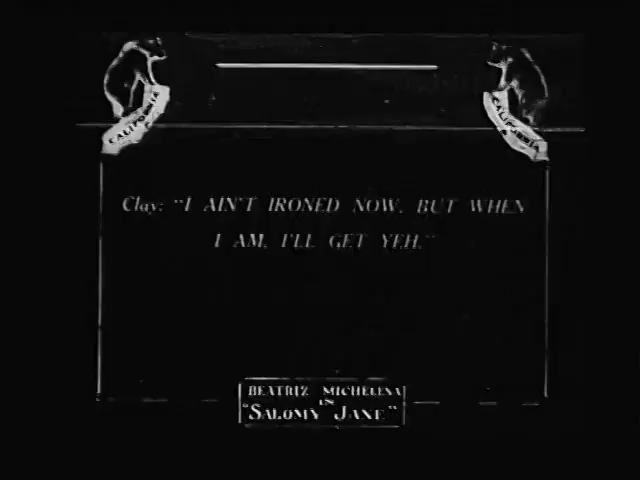 CALIFORNIA
CALIFORNIA
Clay: "I AIN'T IRONED NOW, BUT WHEN
I AM, I'LL GET YEH."
BEATRIZ MICHELENA
IN
"SALOMY JANE"